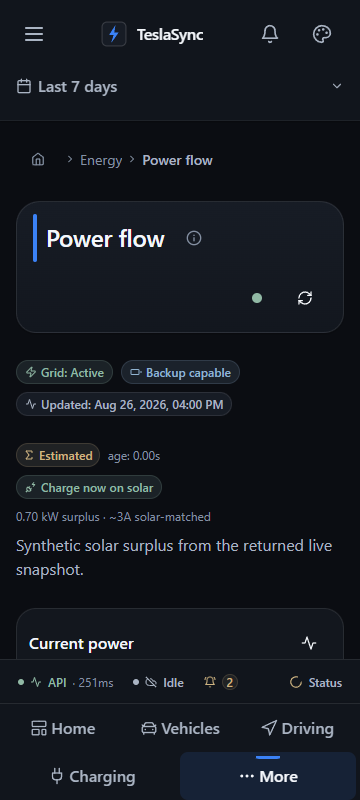 TeslaSync
Last 7 days
Energy Power flow
Power flow
Grid: Active Backup capable
Updated: Aug 26, 2026, 04:00 PM
Estimated age: 0.00s
Charge now on solar
0.70 kW surplus · ~3A solar-matched
Synthetic solar surplus from the returned live
snapshot.
Current power
API · 251ms Idle 2 Status
Home Vehicles Driving
Charging More